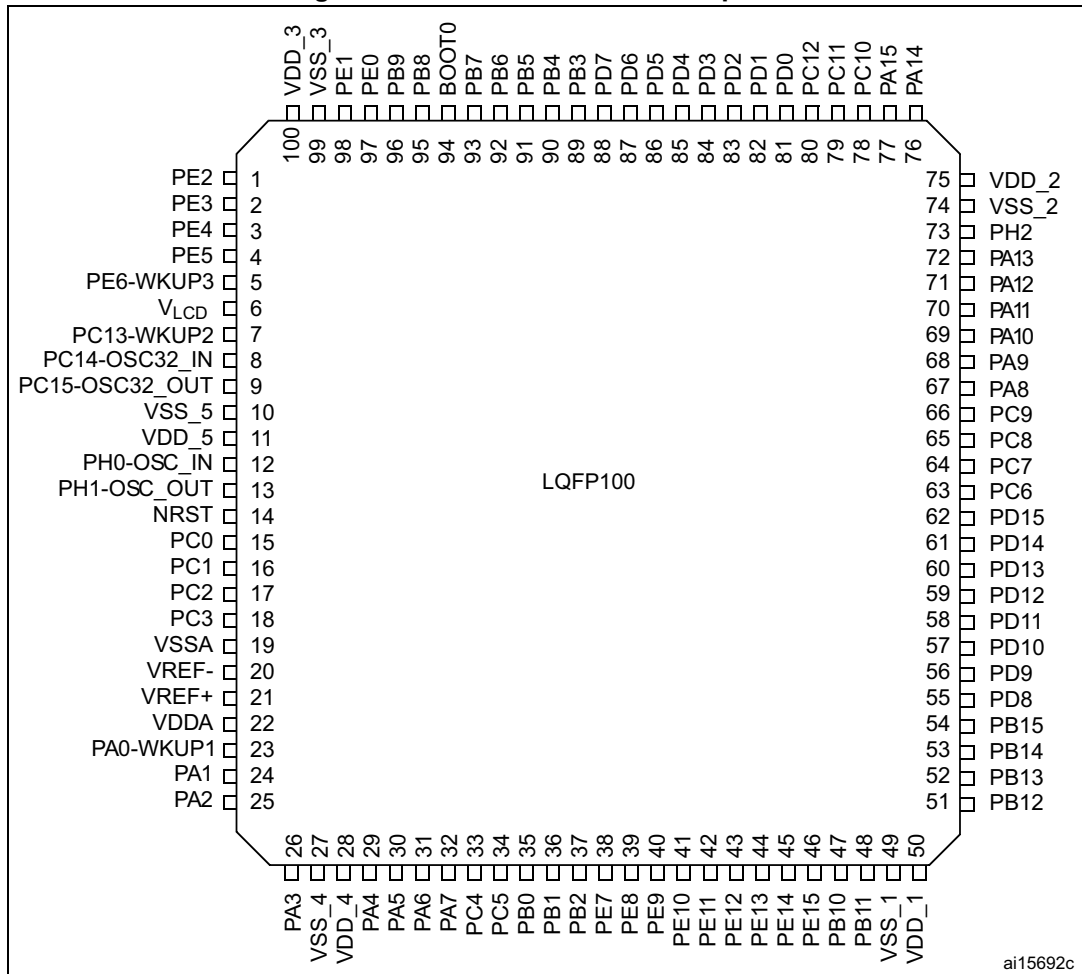 VDD_3
VSS_3
PE1
PE0
PB9
PB8
BOOT0
PB7
PB6
PB5
PB4
PB3
PD7
PD6
PD5
PD4
PD3
PD2
PD1
PD0
PC12
PC11
PC10
PA15
PA14
100
99
98
97
96
95
94
93
92
91
90
89
88
87
86
85
84
83
82
81
80
79
78
77
76
PE2 1
PE3 2
PE4 3
PE5 4
PE6-WKUP3 5
VLCD 6
PC13-WKUP2 7
PC14-OSC32_IN 8
PC15-OSC32_OUT 9
VSS_5 10
VDD_5 11
PH0-OSC_IN 12
PH1-OSC_OUT 13
NRST 14
PC0 15
PC1 16
PC2 17
PC3 18
VSSA 19
VREF- 20
VREF+ 21
VDDA 22
PA0-WKUP1 23
PA1 24
PA2 25
LQFP100
75 VDD_2
74 VSS_2
73 PH2
72 PA13
71 PA12
70 PA11
69 PA10
68 PA9
67 PA8
66 PC9
65 PC8
64 PC7
63 PC6
62 PD15
61 PD14
60 PD13
59 PD12
58 PD11
57 PD10
56 PD9
55 PD8
54 PB15
53 PB14
52 PB13
51 PB12
26
27
28
29
30
31
32
33
34
35
36
37
38
39
40
41
42
43
44
45
46
47
48
49
50
PA3
VSS_4
VDD_4
PA4
PA5
PA6
PA7
PC4
PC5
PB0
PB1
PB2
PE7
PE8
PE9
PE10
PE11
PE12
PE13
PE14
PE15
PB10
PB11
VSS_1
VDD_1
ai15692c